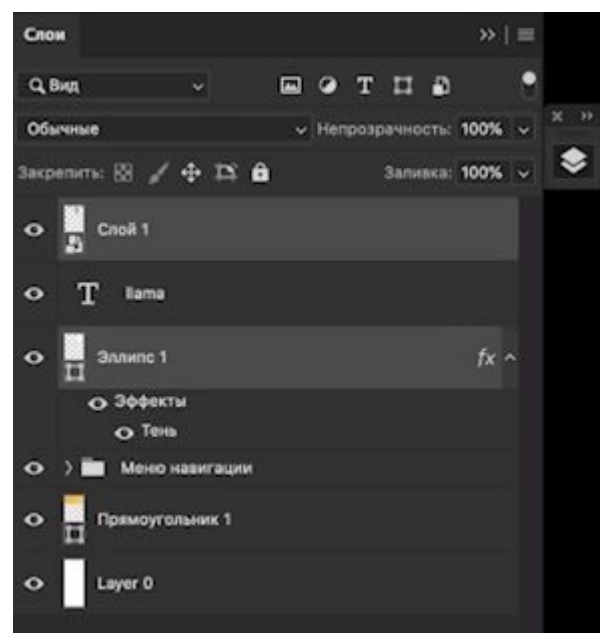 Слои
Вид
Обычные Непрозрачность: 100%
Закрепить: Заливка: 100%
Слой 1
T llama
Эллипс 1 fx
Эффекты
Тень
Меню навигации
Прямоугольник 1
Layer 0